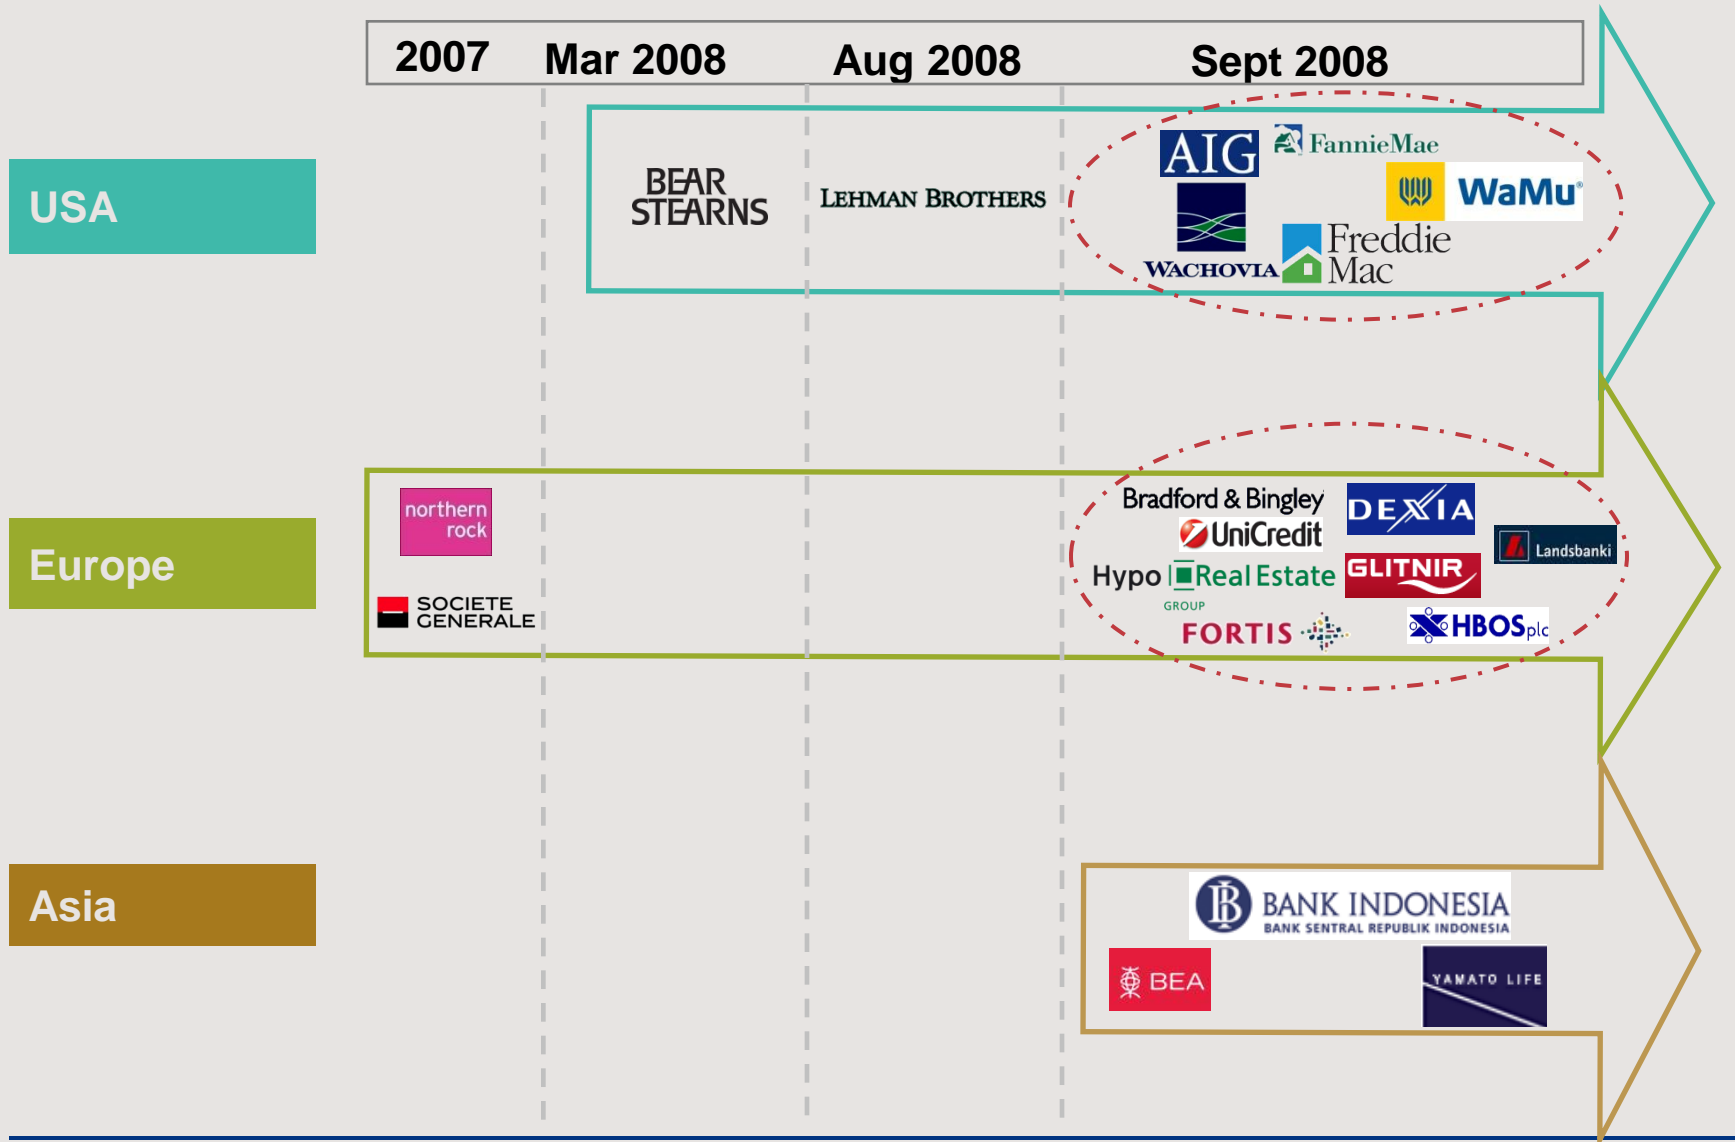 2007 Mar 2008 Aug 2008 Sept 2008
USA
BEAR
STEARNS
LEHMAN BROTHERS
AIG
FannieMae
WaMu
WACHOVIA
Freddie
Mac
Europe
northern
rock
SOCIETE
GENERALE
Bradford & Bingley
DEXIA
UniCredit
Landsbanki
Hypo Real Estate
GROUP
GLITNIR
FORTIS
HBOSplc
Asia
BANK INDONESIA
BANK SENTRAL REPUBLIK INDONESIA
BEA
YAMATO LIFE